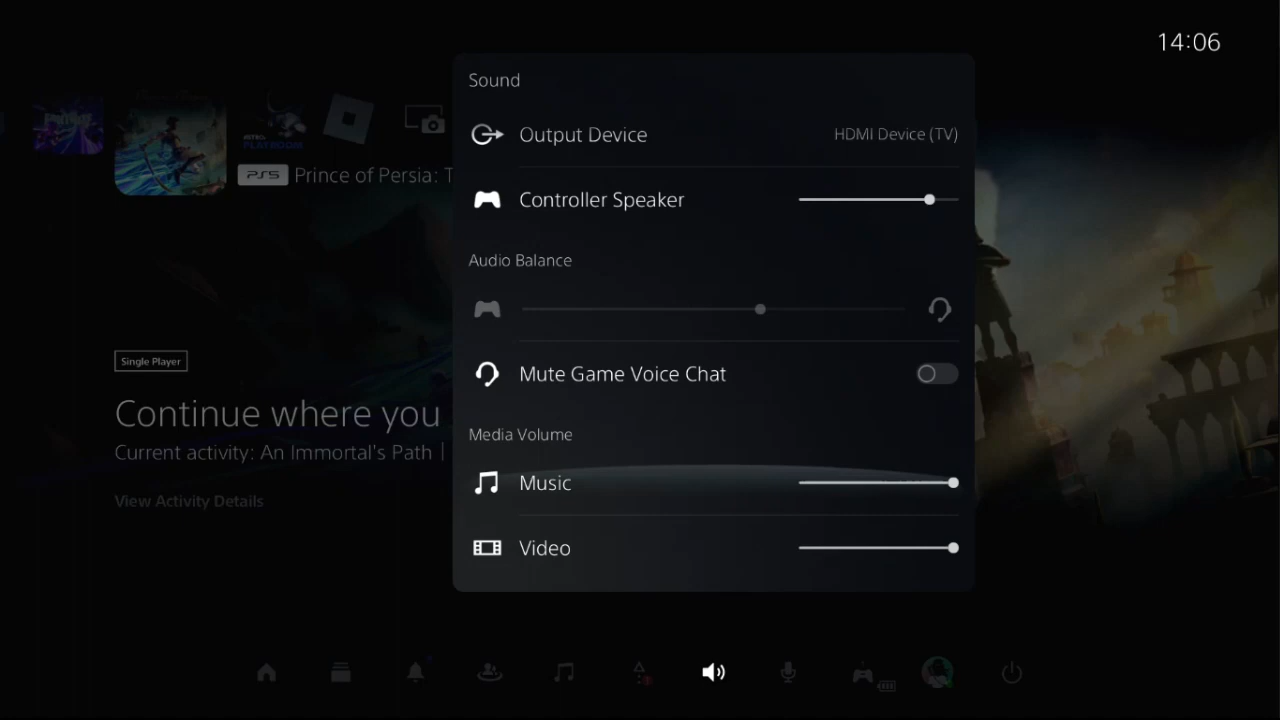 14:06
Sound
Output Device HDMI Device (TV)
PS5 Prince of Persia: T
Controller Speaker
Audio Balance
Single Player
Mute Game Voice Chat
Continue where you
Media Volume
Current activity: An Immortal's Path |
Music
View Activity Details
Video